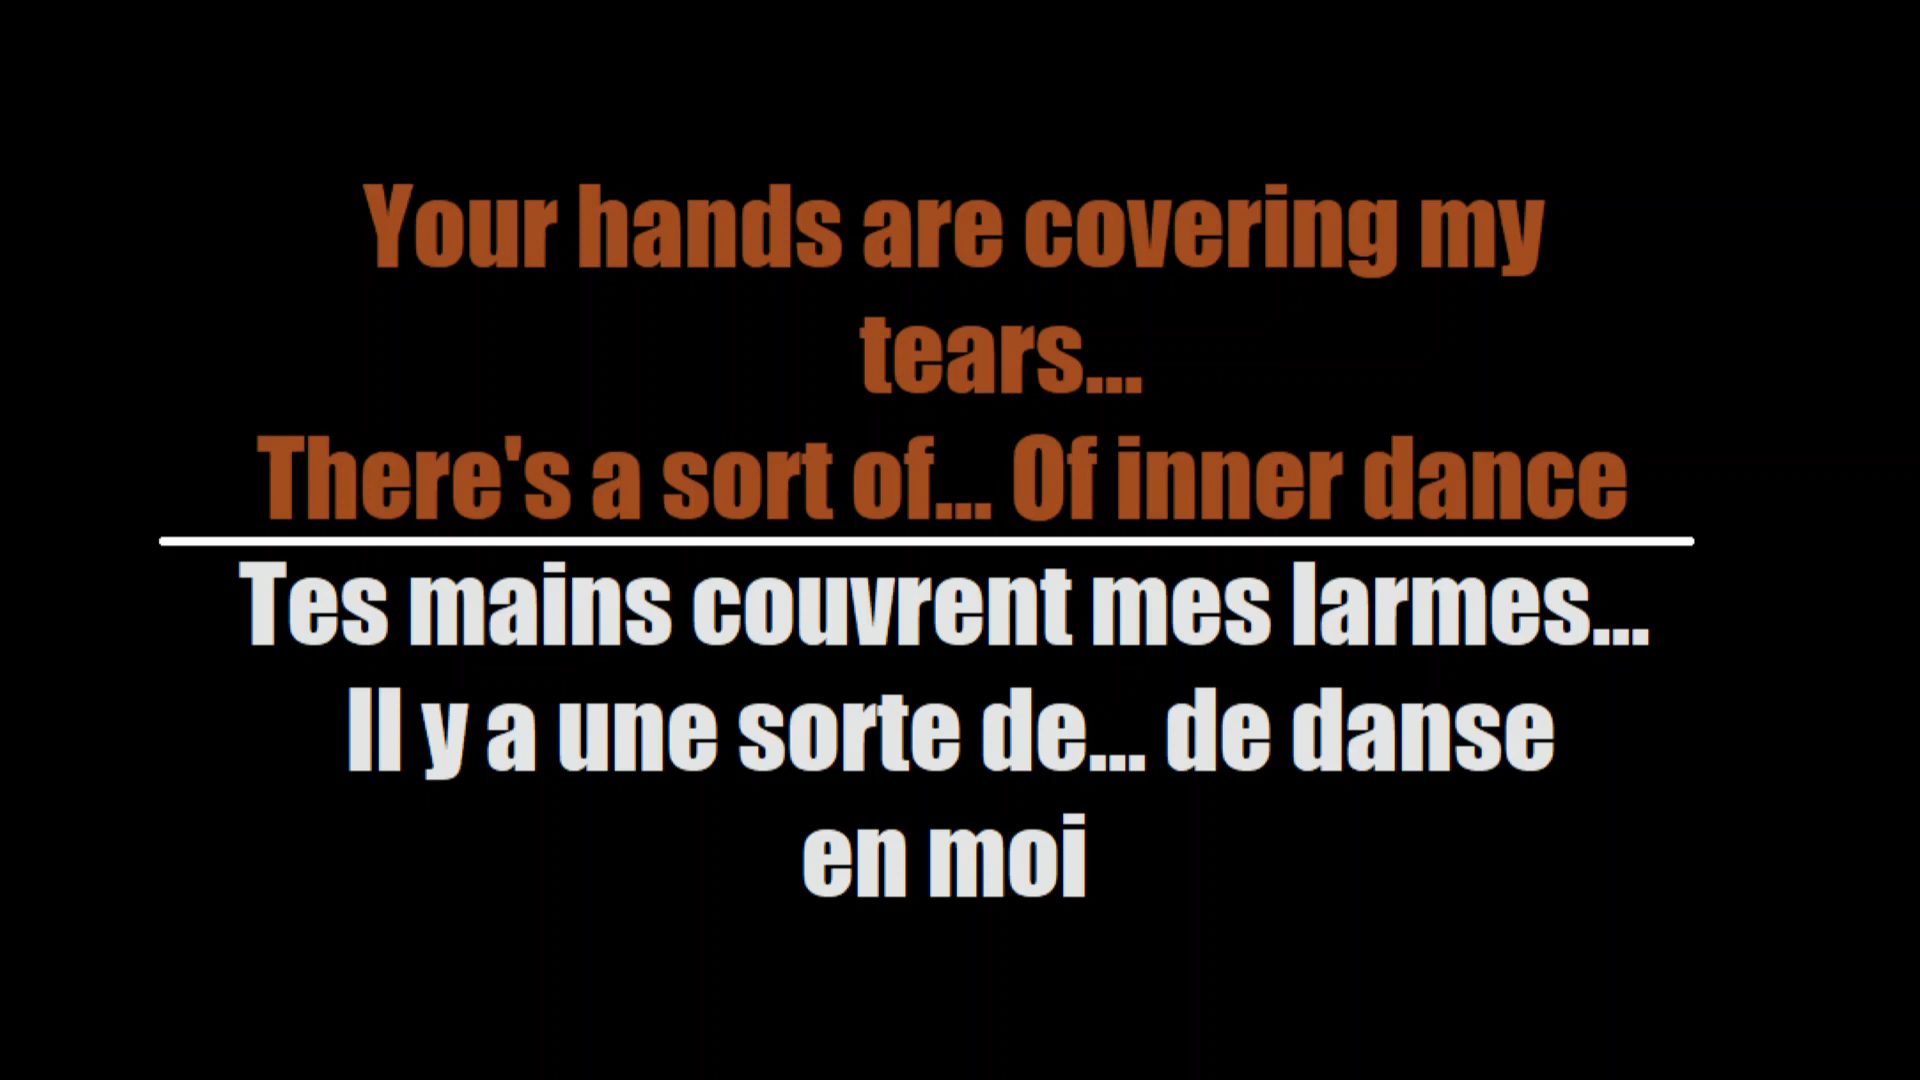 Your hands are covering my
tears...
There's a sort of... Of inner dance
Tes mains couvrent mes larmes...
Il y a une sorte de... de danse
en moi